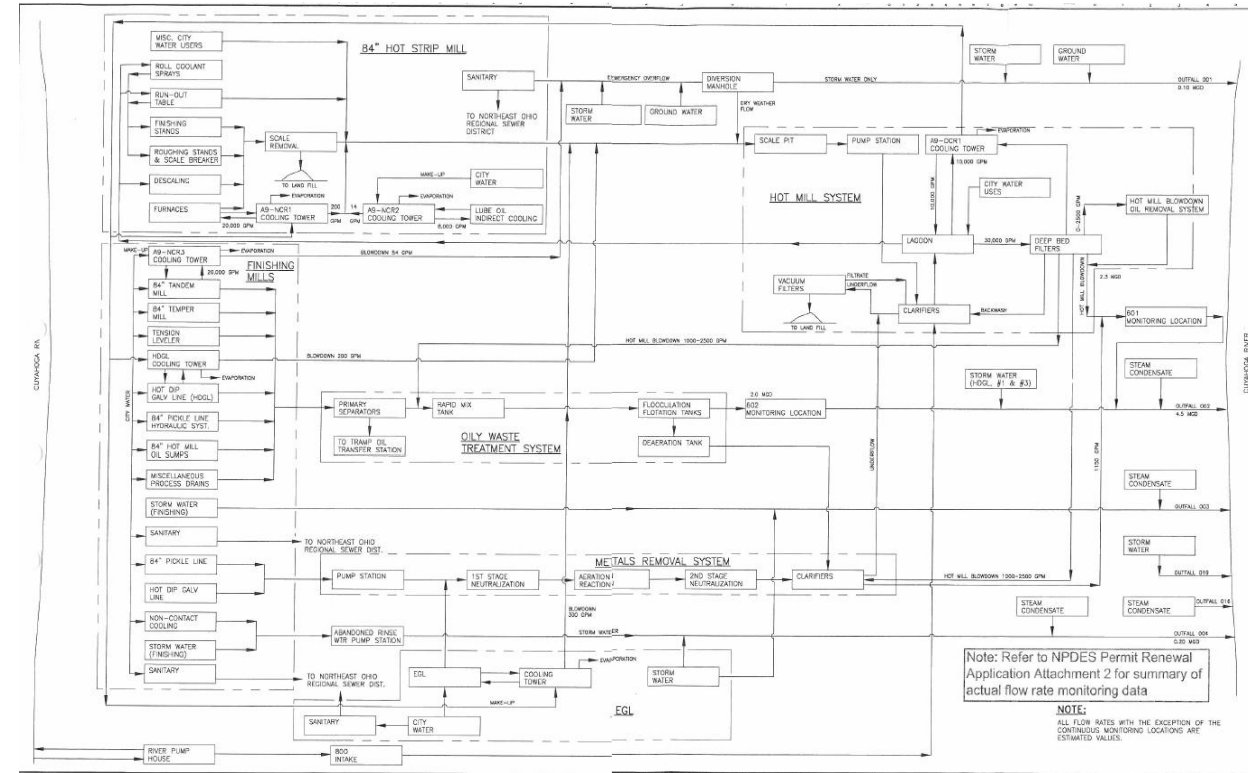 MISC. CITY
WATER USERS
84" HOT STRIP MILL
ROLL COOLANT
SPRAYS
RUN-OUT
TABLE
FINISHING
STANDS
ROUGHING STANDS
& SCALE BREAKER
DESCALING
FURNACES
SCALE
REMOVAL
TO LAND FILL
EVAPORATION
A9-NCR1
COOLING TOWER
20,000 GPM
200
GPM
14
GPM
A9-NCR2
COOLING TOWER
MAKE-UP
EVAPORATION
8,000 GPM
CITY
WATER
LUBE OIL
INDIRECT COOLING
SANITARY
TO NORTHEAST OHIO
REGIONAL SEWER
DISTRICT
EMERGENCY OVERFLOW
STORM
WATER
GROUND WATER
DIVERSION
MANHOLE
DRY WEATHER
FLOW
STORM WATER ONLY
STORM
WATER
GROUND
WATER
OUTFALL 001
0.10 MGD
SCALE PIT
PUMP STATION
A9-DCR1
COOLING TOWER
EVAPORATION
10,000 GPM
10,000 GPM
CITY WATER
USES
HOT MILL SYSTEM
LAGOON
30,000 GPM
DEEP BED
FILTERS
0-2500 GPM
HOT MILL BLOWDOWN
OIL REMOVAL SYSTEM
HOT MILL BLOWDOWN
2.3 MGD
VACUUM
FILTERS
FILTRATE
UNDERFLOW
TO LAND FILL
CLARIFIERS
BACKWASH
601
MONITORING LOCATION
MAKE-UP
A9-NCR3
COOLING TOWER
EVAPORATION
BLOWDOWN 54 GPM
FINISHING
MILLS
20,000 GPM
84" TANDEM
MILL
84" TEMPER
MILL
TENSION
LEVELER
HDGL
COOLING TOWER
EVAPORATION
BLOWDOWN 200 GPM
HOT MILL BLOWDOWN 1000-2500 GPM
HOT DIP
GALV LINE (HDGL)
84" PICKLE LINE
HYDRAULIC SYST.
84" HOT MILL
OIL SUMPS
MISCELLANEOUS
PROCESS DRAINS
CITY WATER
STORM WATER
(FINISHING)
SANITARY
TO NORTHEAST OHIO
REGIONAL SEWER DIST.
84" PICKLE LINE
HOT DIP GALV
LINE
NON-CONTACT
COOLING
STORM WATER
(FINISHING)
SANITARY
TO NORTHEAST OHIO
REGIONAL SEWER DIST.
PRIMARY
SEPARATORS
RAPID MIX
TANK
TO TRAMP OIL
TRANSFER STATION
OILY WASTE
TREATMENT SYSTEM
FLOCCULATION
FLOTATION TANKS
DEAERATION TANK
2.0 MGD
602
MONITORING LOCATION
STORM WATER
(HDGL, #1 & #3)
STEAM
CONDENSATE
4.5 MGD
UNDERFLOW
1150 GPM
STEAM
CONDENSATE
OUTFALL 003
METALS REMOVAL SYSTEM
PUMP STATION
1ST STAGE
NEUTRALIZATION
AERATION
REACTION
2ND STAGE
NEUTRALIZATION
CLARIFIERS
HOT MILL BLOWDOWN 1000-2500 GPM
STORM
WATER
BLOWDOWN
300 GPM
ABANDONED RINSE
WTR PUMP STATION
STORM WATER
STEAM
CONDENSATE
STEAM
CONDENSATE
OUTFALL 004
0.20 MGD
EGL
COOLING
TOWER
EVAPORATION
STORM
WATER
EGL
MAKE-UP
SANITARY
CITY
WATER
RIVER PUMP
HOUSE
800
INTAKE
CUYAHOGA RIVER
Note: Refer to NPDES Permit Renewal
Application Attachment 2 for summary of
actual flow rate monitoring data
NOTE:
ALL FLOW RATES WITH THE EXCEPTION OF THE
CONTINUOUS MONITORING LOCATIONS ARE
ESTIMATED VALUES.